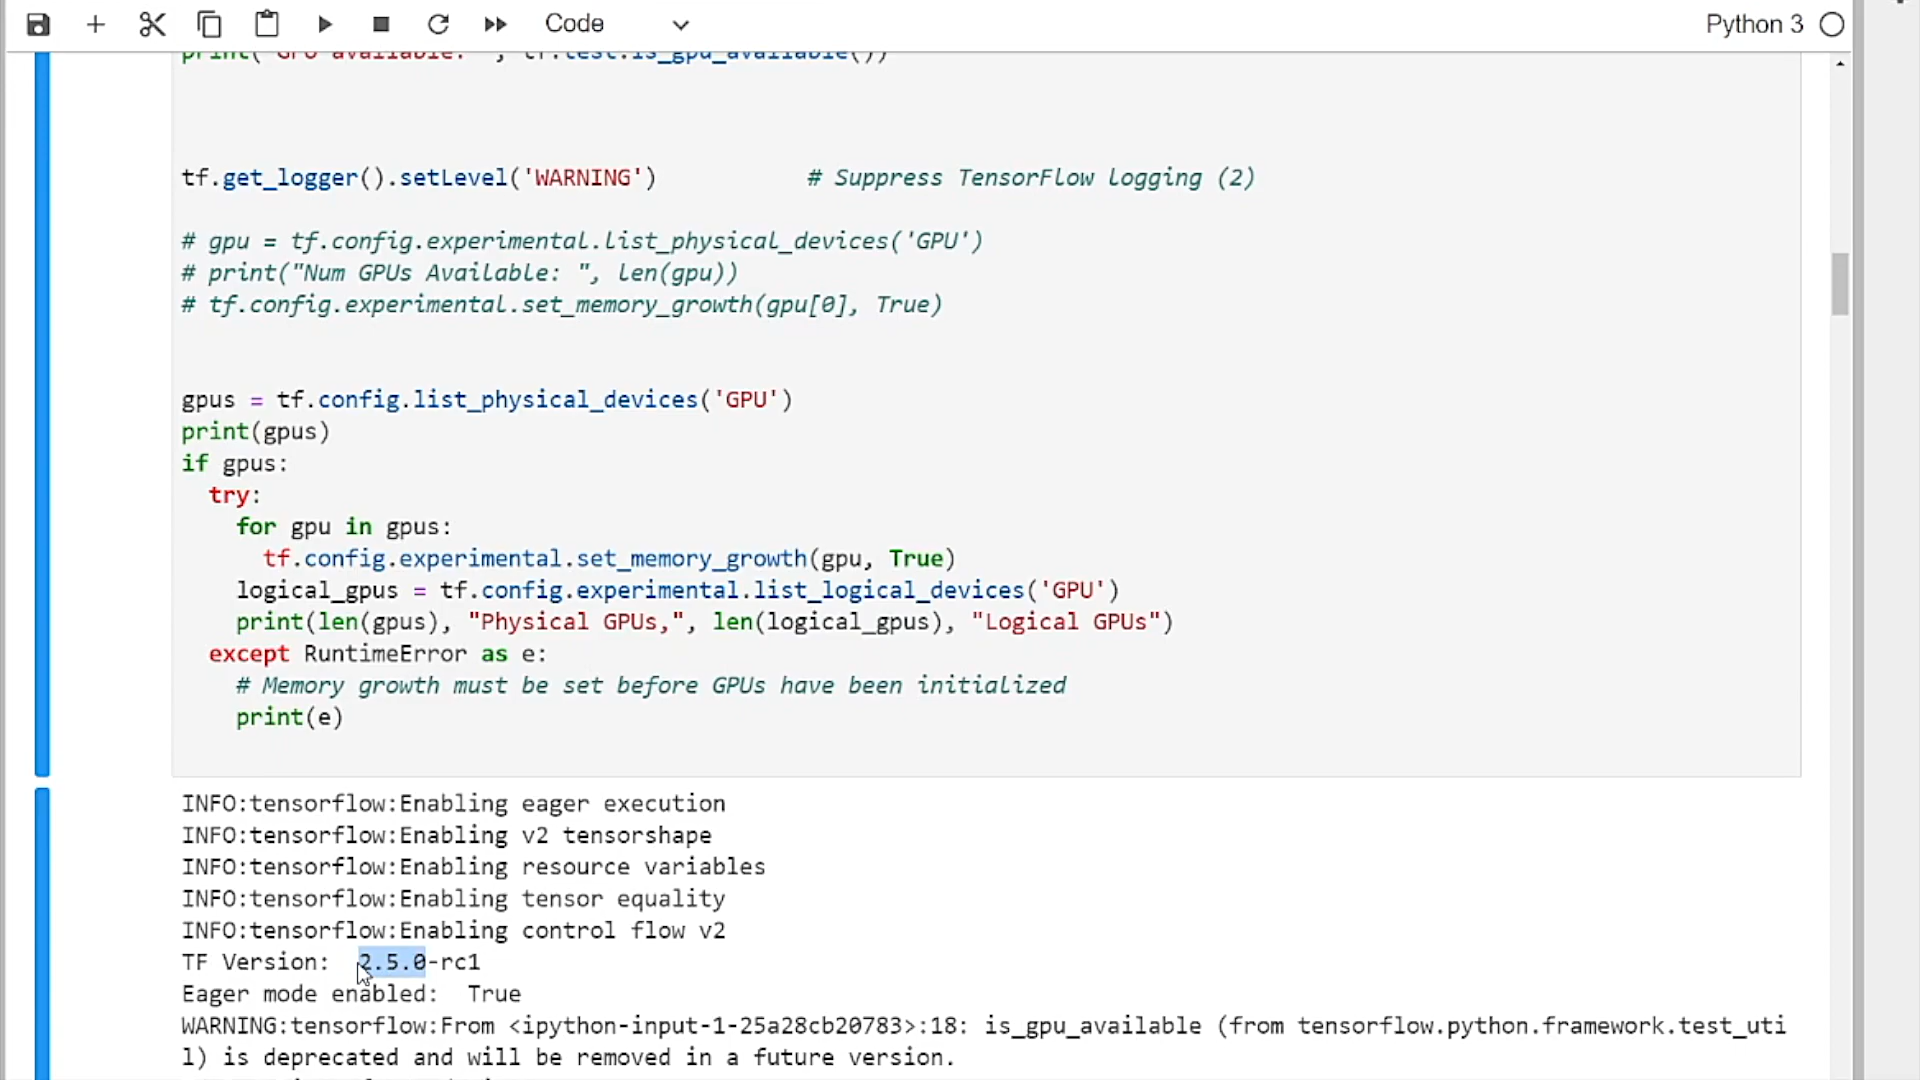 Code
Python 3
print("GPU available: ", tf.test.is_gpu_available())
tf.get_logger().setLevel('WARNING')           # Suppress TensorFlow logging (2)
# gpu = tf.config.experimental.list_physical_devices('GPU')
# print("Num GPUs Available: ", len(gpu))
# tf.config.experimental.set_memory_growth(gpu[0], True)
gpus = tf.config.list_physical_devices('GPU')
print(gpus)
if gpus:
  try:
    for gpu in gpus:
      tf.config.experimental.set_memory_growth(gpu, True)
    logical_gpus = tf.config.experimental.list_logical_devices('GPU')
    print(len(gpus), "Physical GPUs,", len(logical_gpus), "Logical GPUs")
  except RuntimeError as e:
    # Memory growth must be set before GPUs have been initialized
    print(e)
INFO:tensorflow:Enabling eager execution
INFO:tensorflow:Enabling v2 tensorshape
INFO:tensorflow:Enabling resource variables
INFO:tensorflow:Enabling tensor equality
INFO:tensorflow:Enabling control flow v2
TF Version:  2.5.0-rc1
Eager mode enabled:  True
WARNING:tensorflow:From <ipython-input-1-25a28cb20783>:18: is_gpu_available (from tensorflow.python.framework.test_uti
l) is deprecated and will be removed in a future version.